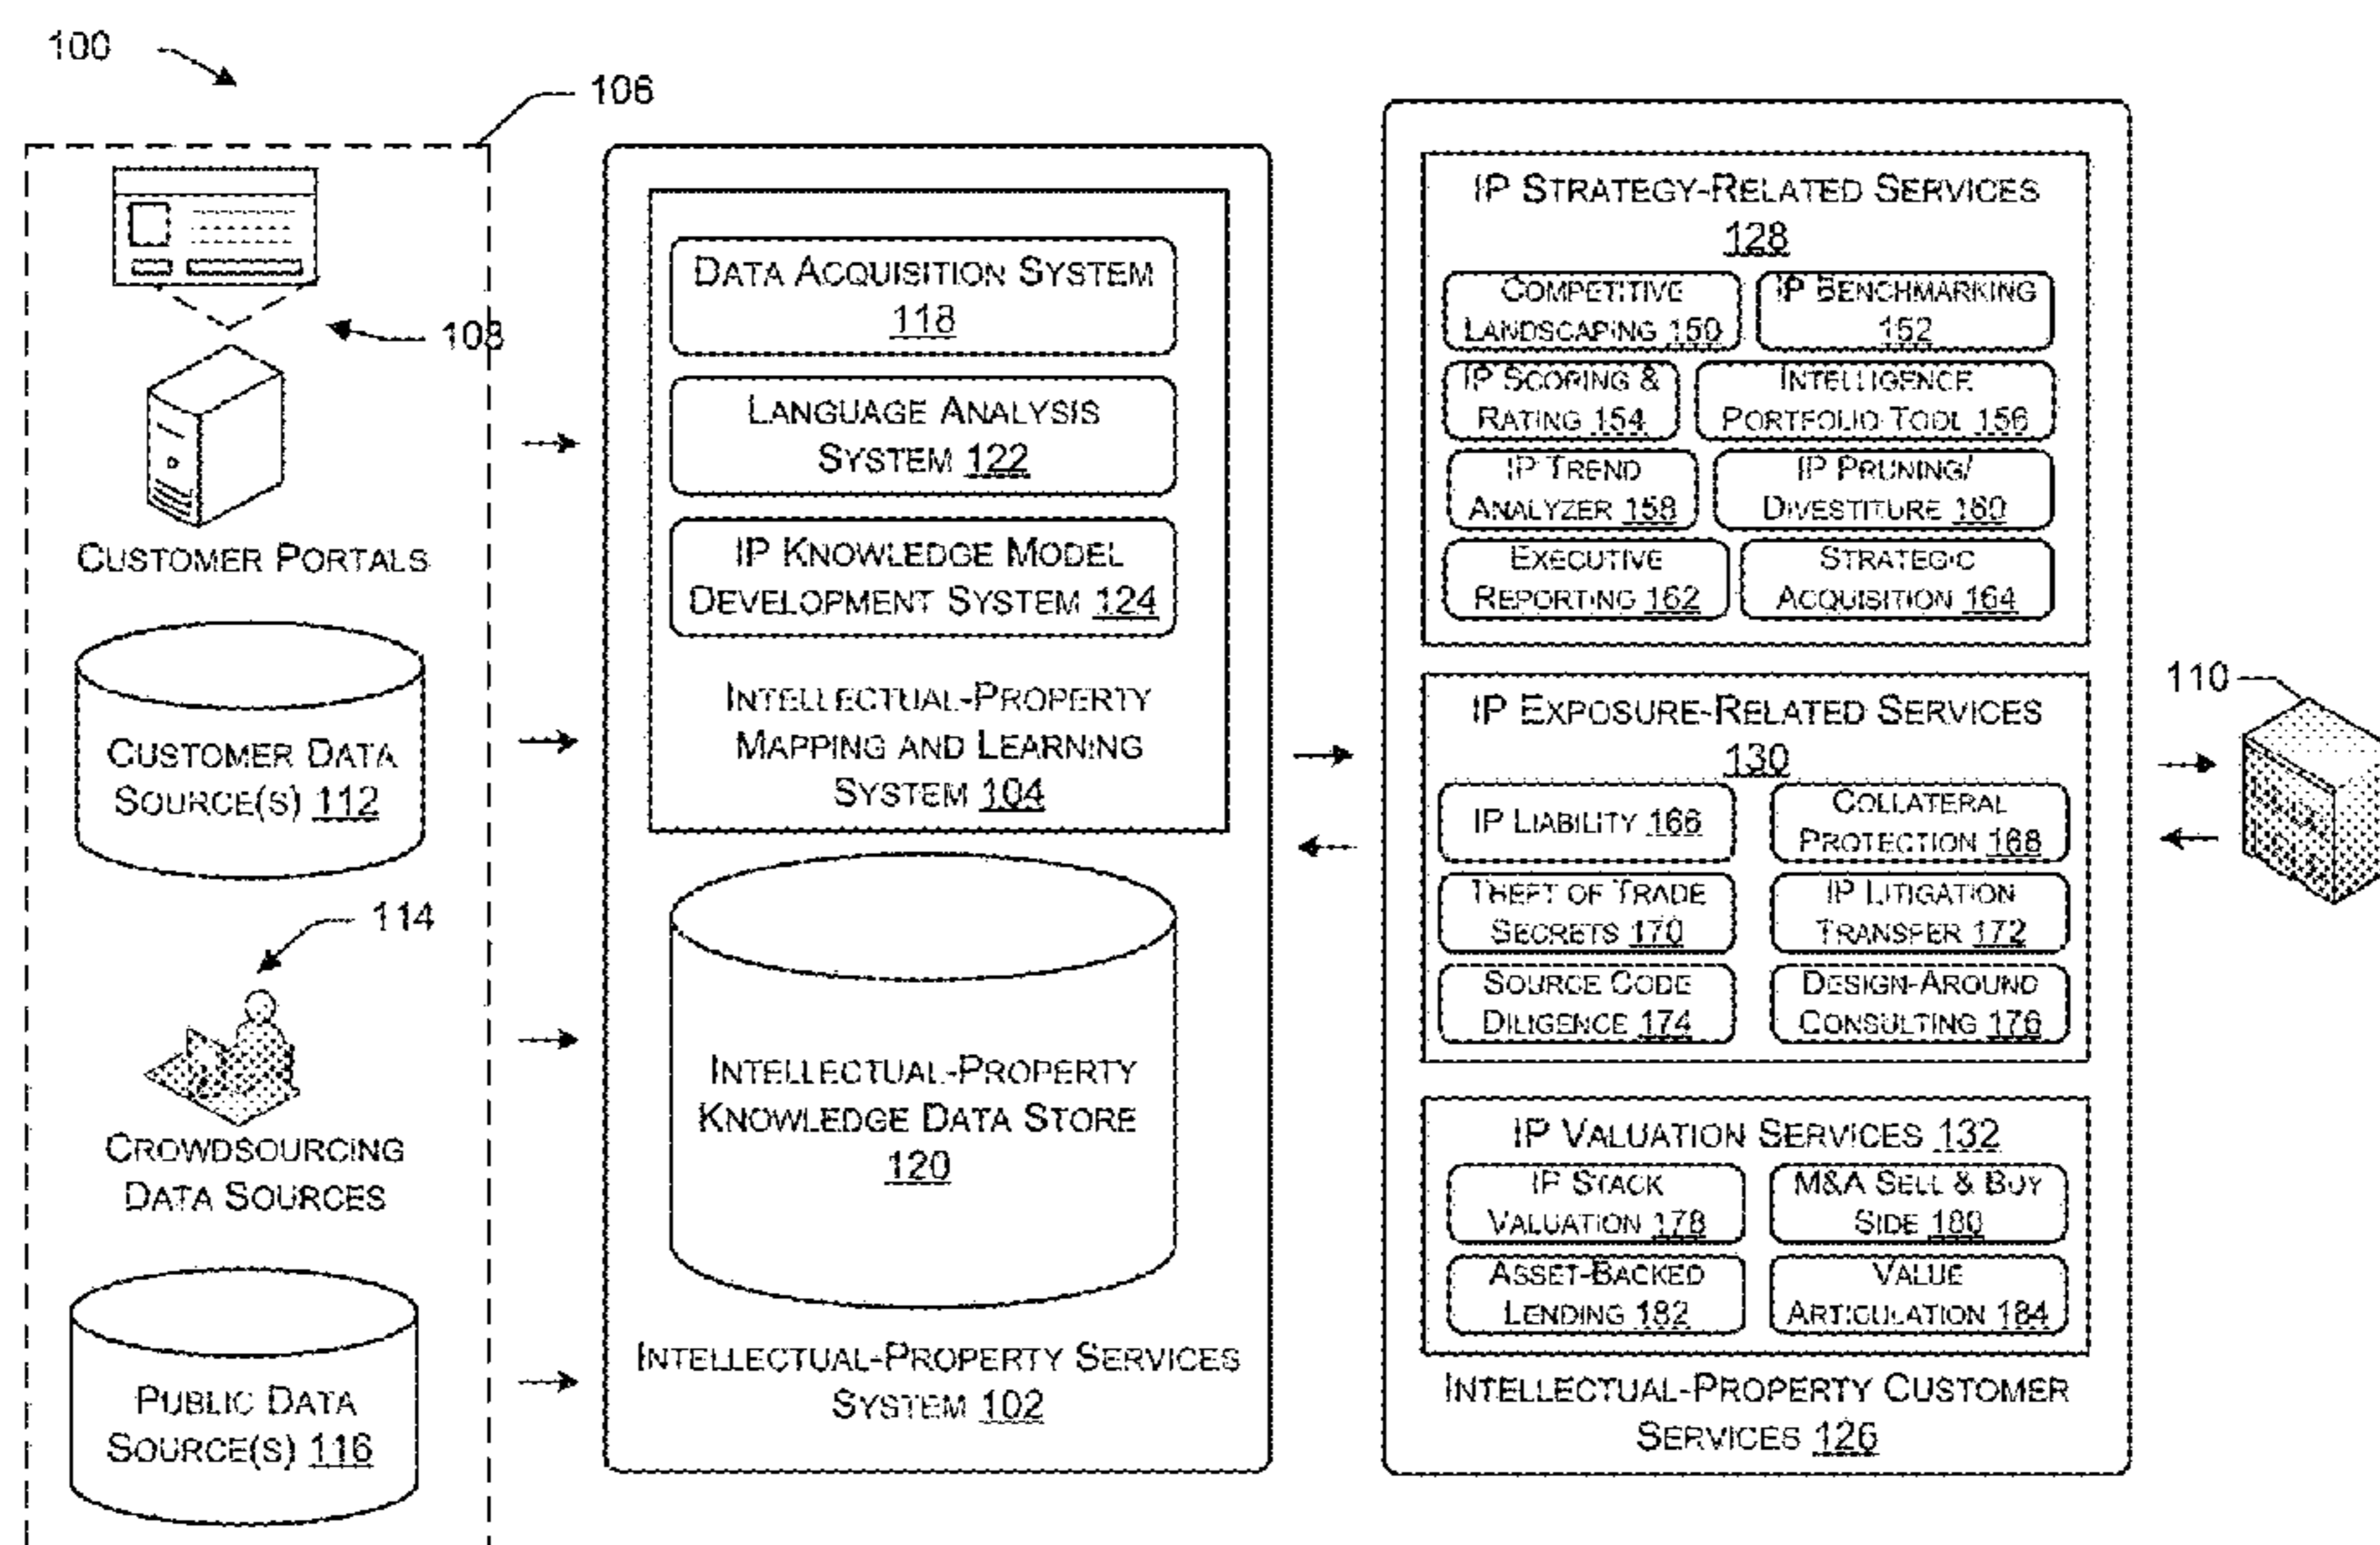 100
106
108
CUSTOMER PORTALS
CUSTOMER DATA
SOURCE(S) 112
114
CROWDSOURCING
DATA SOURCES
PUBLIC DATA
SOURCE(S) 116
DATA ACQUISITION SYSTEM
118
LANGUAGE ANALYSIS
SYSTEM 122
IP KNOWLEDGE MODEL
DEVELOPMENT SYSTEM 124
INTELLECTUAL-PROPERTY
MAPPING AND LEARNING
SYSTEM 104
INTELLECTUAL-PROPERTY
KNOWLEDGE DATA STORE
120
INTELLECTUAL-PROPERTY SERVICES
SYSTEM 102
IP STRATEGY-RELATED SERVICES
128
COMPETITIVE
LANDSCAPING 150
IP BENCHMARKING
152
IP SCORING &
RATING 154
INTELLIGENCE
PORTFOLIO TOOL 156
IP TREND
ANALYZER 158
IP PRUNING/
DIVESTITURE 160
EXECUTIVE
REPORTING 162
STRATEGIC
ACQUISITION 164
IP EXPOSURE-RELATED SERVICES
130
IP LIABILITY 166
COLLATERAL
PROTECTION 168
THEFT OF TRADE
SECRETS 170
IP LITIGATION
TRANSFER 172
SOURCE CODE
DILIGENCE 174
DESIGN-AROUND
CONSULTING 176
IP VALUATION SERVICES 132
IP STACK
VALUATION 178
M&A SELL & BUY
SIDE 180
ASSET-BACKED
LENDING 182
VALUE
ARTICULATION 184
INTELLECTUAL-PROPERTY CUSTOMER
SERVICES 126
110